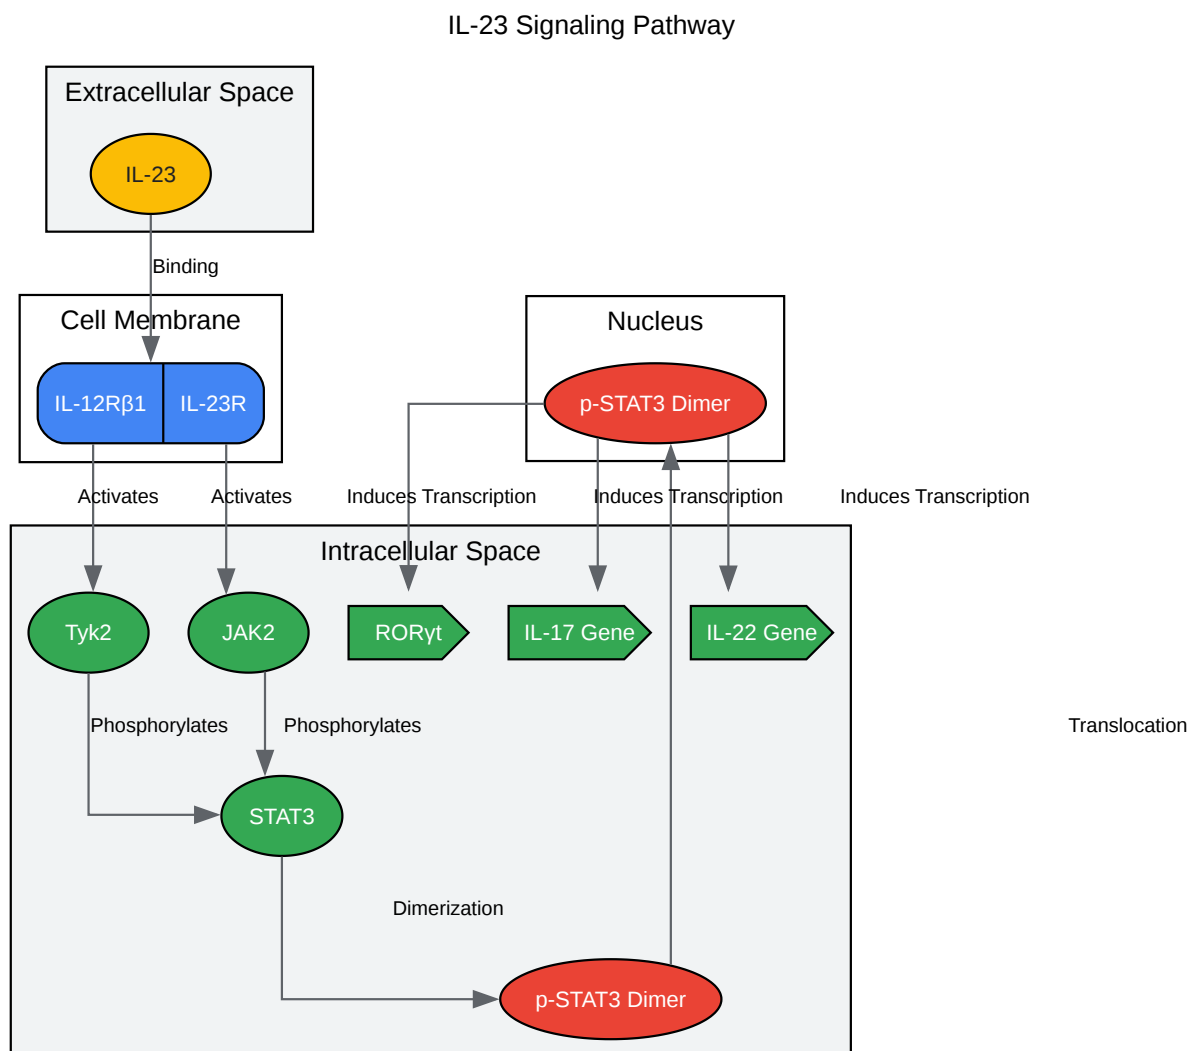 IL-23 Signaling Pathway
Extracellular Space
IL-23
Binding
Cell Membrane
Nucleus
IL-12Rβ1
IL-23R
p-STAT3 Dimer
Activates
Activates
Induces Transcription
Induces Transcription
Induces Transcription
Intracellular Space
Tyk2
JAK2
RORγt
IL-17 Gene
IL-22 Gene
Phosphorylates
Phosphorylates
Translocation
STAT3
Dimerization
p-STAT3 Dimer